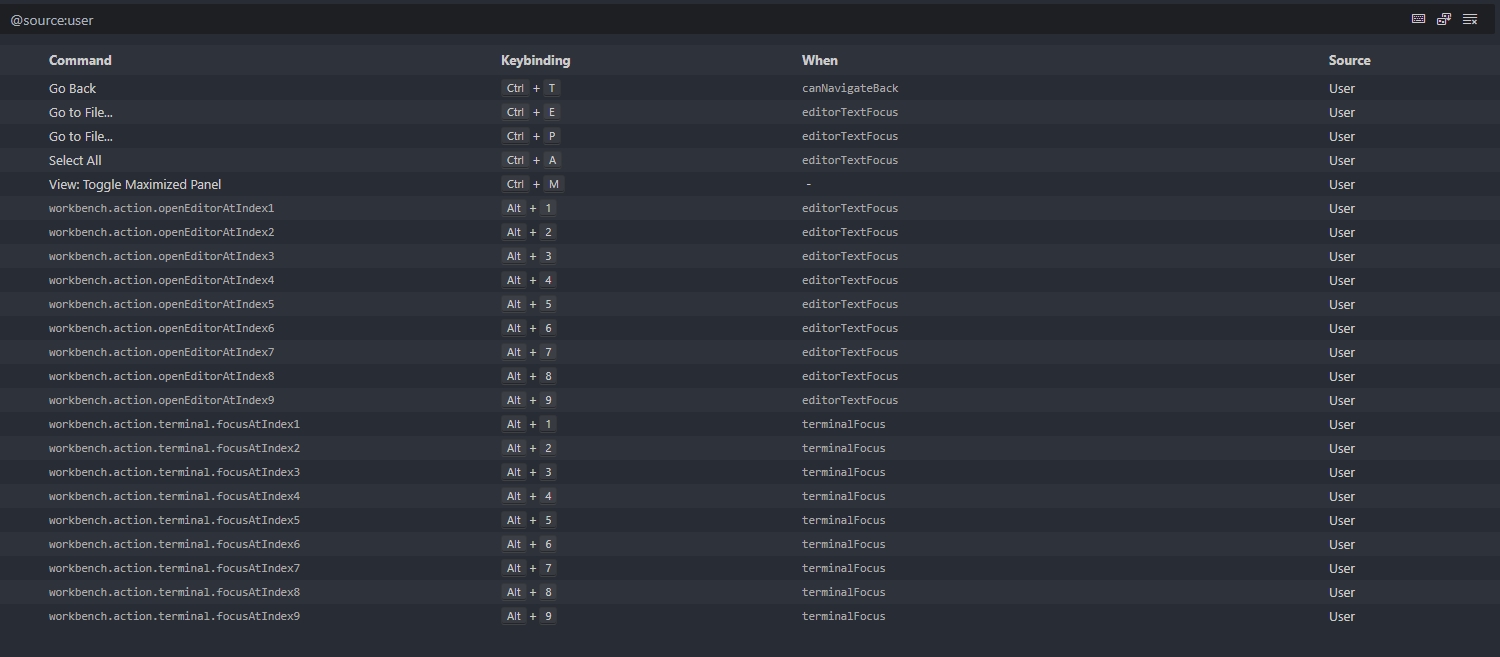 @source:user
Command Keybinding When Source
Go Back Ctrl + T canNavigateBack User
Go to File... Ctrl + E editorTextFocus User
Go to File... Ctrl + P editorTextFocus User
Select All Ctrl + A editorTextFocus User
View: Toggle Maximized Panel Ctrl + M - User
workbench.action.openEditorAtIndex1 Alt + 1 editorTextFocus User
workbench.action.openEditorAtIndex2 Alt + 2 editorTextFocus User
workbench.action.openEditorAtIndex3 Alt + 3 editorTextFocus User
workbench.action.openEditorAtIndex4 Alt + 4 editorTextFocus User
workbench.action.openEditorAtIndex5 Alt + 5 editorTextFocus User
workbench.action.openEditorAtIndex6 Alt + 6 editorTextFocus User
workbench.action.openEditorAtIndex7 Alt + 7 editorTextFocus User
workbench.action.openEditorAtIndex8 Alt + 8 editorTextFocus User
workbench.action.openEditorAtIndex9 Alt + 9 editorTextFocus User
workbench.action.terminal.focusAtIndex1 Alt + 1 terminalFocus User
workbench.action.terminal.focusAtIndex2 Alt + 2 terminalFocus User
workbench.action.terminal.focusAtIndex3 Alt + 3 terminalFocus User
workbench.action.terminal.focusAtIndex4 Alt + 4 terminalFocus User
workbench.action.terminal.focusAtIndex5 Alt + 5 terminalFocus User
workbench.action.terminal.focusAtIndex6 Alt + 6 terminalFocus User
workbench.action.terminal.focusAtIndex7 Alt + 7 terminalFocus User
workbench.action.terminal.focusAtIndex8 Alt + 8 terminalFocus User
workbench.action.terminal.focusAtIndex9 Alt + 9 terminalFocus User